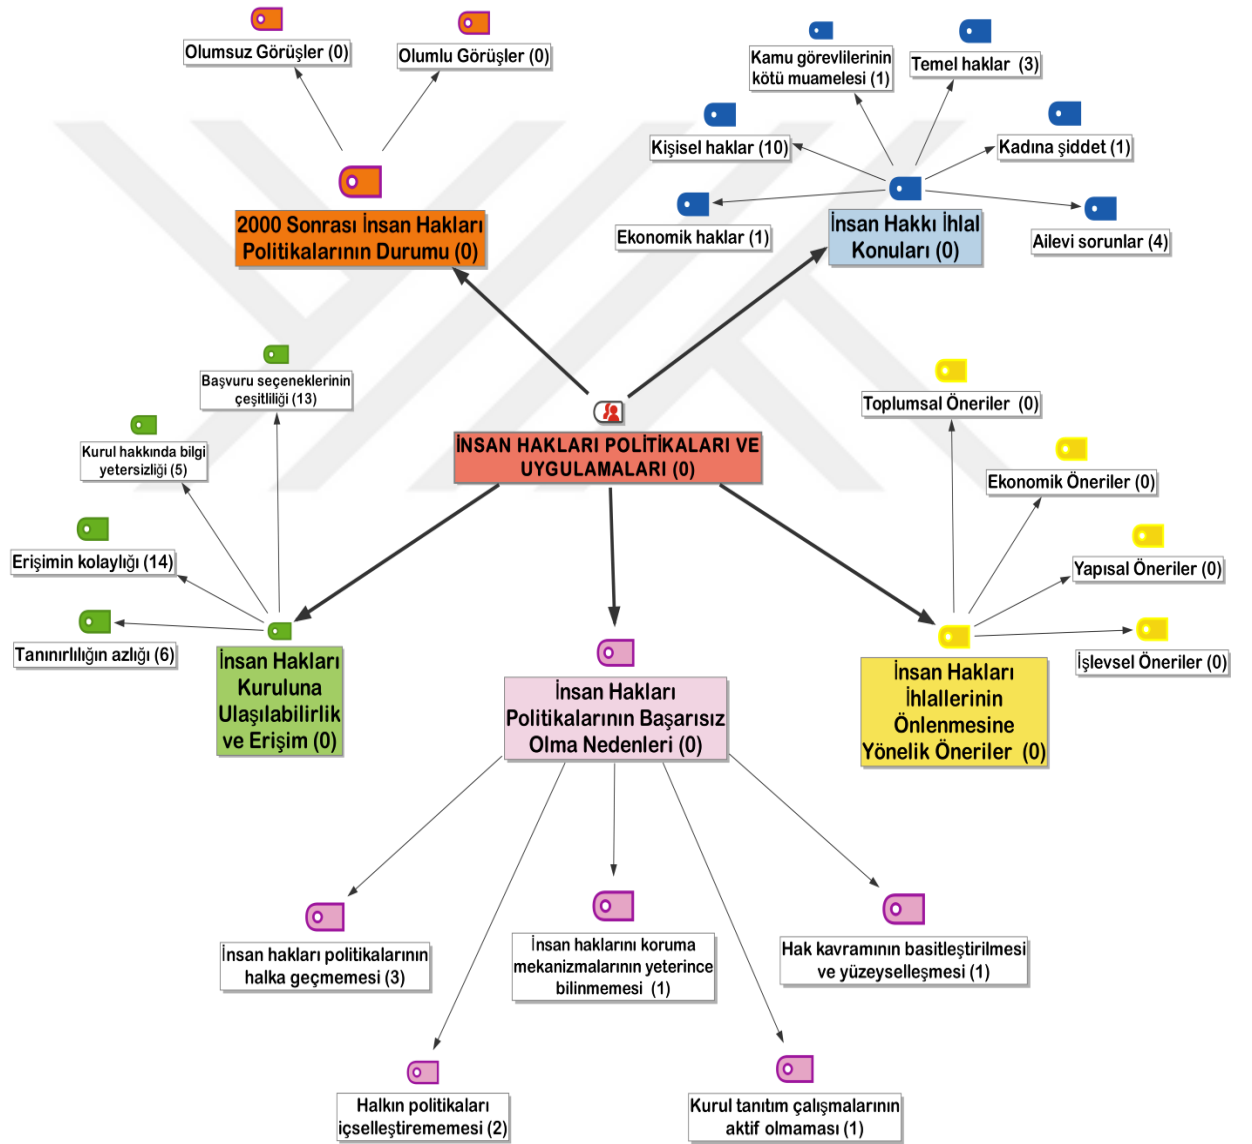 Olumsuz Görüşler (0)
Olumlu Görüşler (0)
2000 Sonrası İnsan Hakları
Politikalarının Durumu (0)
Kamu görevlilerinin
kötü muamelesi (1)
Temel haklar  (3)
Kişisel haklar (10)
Kadına şiddet (1)
Ekonomik haklar (1)
Ailevi sorunlar (4)
İnsan Hakkı İhlal
Konuları (0)
İNSAN HAKLARI POLİTİKALARI VE
UYGULAMALARI (0)
Başvuru seçeneklerinin
çeşitliliği (13)
Kurul hakkında bilgi
yetersizliği (5)
Erişimin kolaylığı (14)
Tanınırlılığın azlığı (6)
İnsan Hakları
Kuruluna
Ulaşılabilirlik
ve Erişim (0)
Toplumsal Öneriler  (0)
Ekonomik Öneriler (0)
Yapısal Öneriler (0)
İşlevsel Öneriler (0)
İnsan Hakları
İhlallerinin
Önlenmesine
Yönelik Öneriler  (0)
İnsan Hakları
Politikalarının Başarısız
Olma Nedenleri (0)
İnsan hakları politikalarının
halka geçmemesi (3)
İnsan haklarını koruma
mekanizmalarının yeterince
bilinmemesi (1)
Hak kavramının basitleştirilmesi
ve yüzeyselleşmesi (1)
Halkın politikaları
içselleştirememesi (2)
Kurul tanıtım çalışmalarının
aktif olmaması (1)